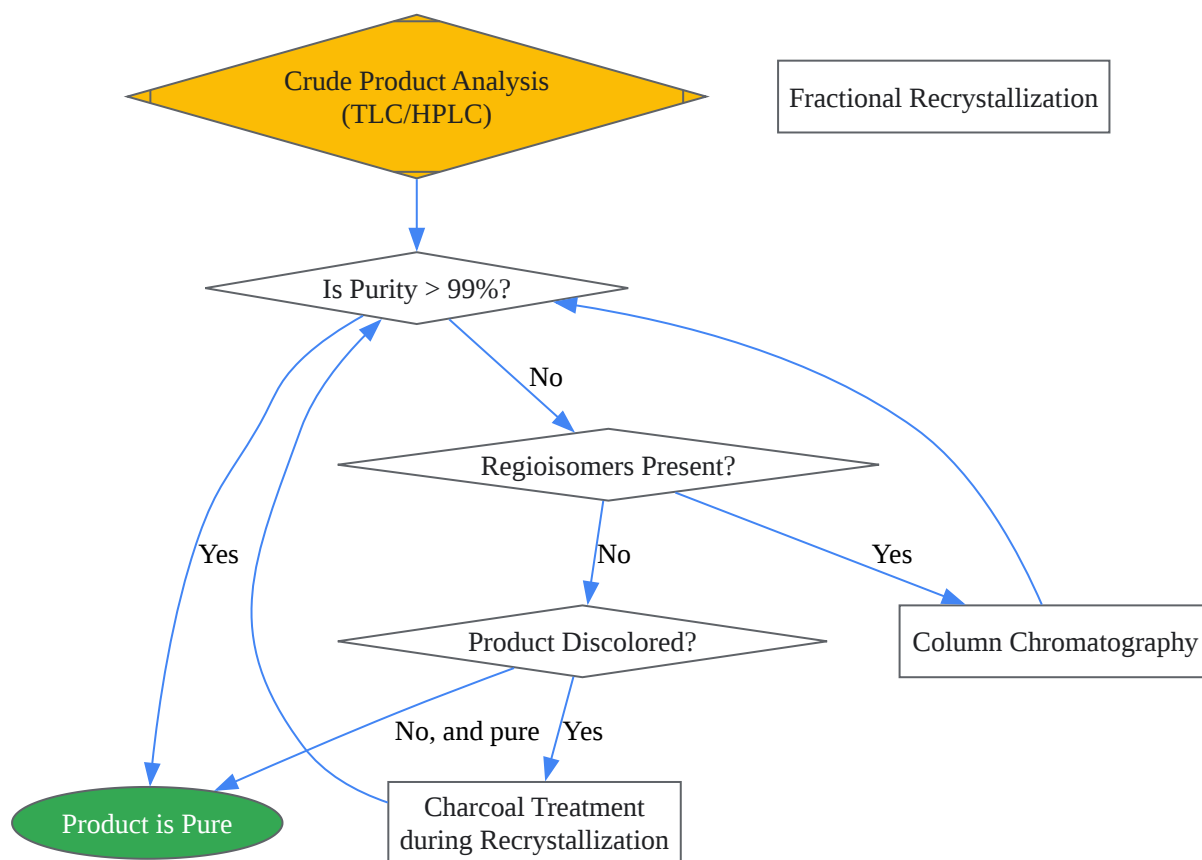 Crude Product Analysis
(TLC/HPLC)
Fractional Recrystallization
Is Purity > 99%?
No
Regioisomers Present?
Yes
No
Yes
Product Discolored?
Column Chromatography
No, and pure
Yes
Product is Pure
Charcoal Treatment
during Recrystallization